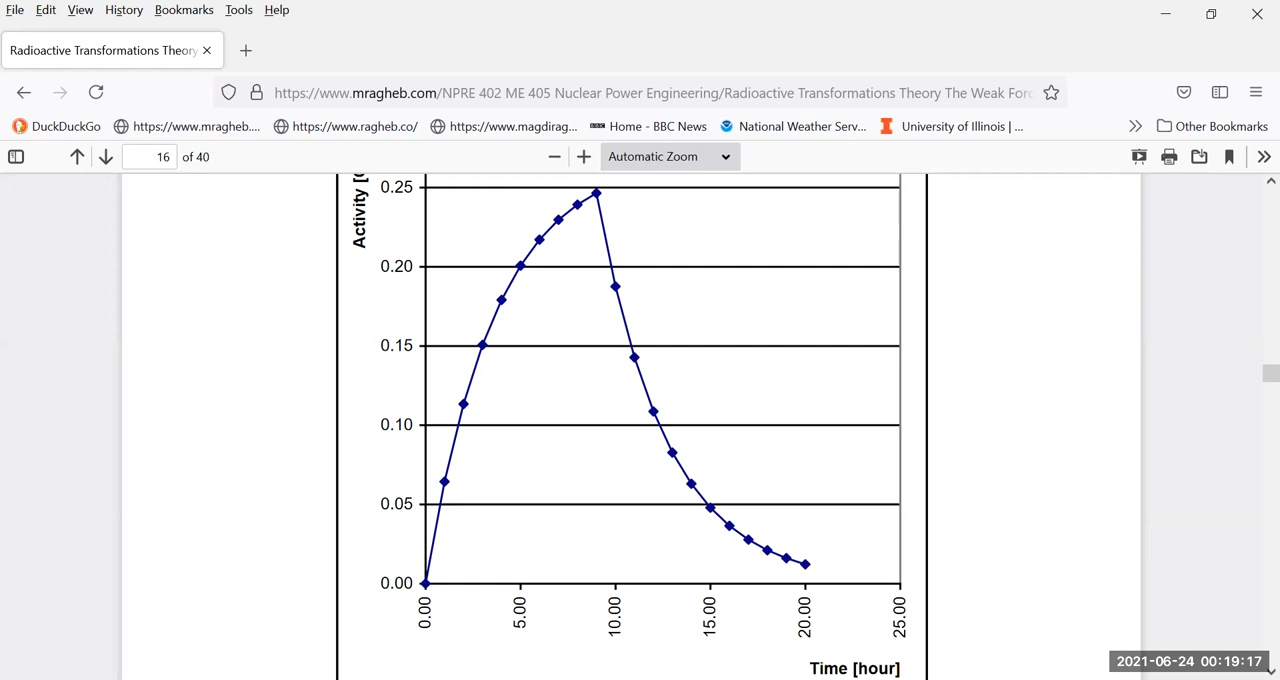 File Edit View History Bookmarks Tools Help
Radioactive Transformations Theory
https://www.mragheb.com/NPRE 402 ME 405 Nuclear Power Engineering/Radioactive Transformations Theory The Weak Forc
DuckDuckGo https://www.mragheb.... https://www.ragheb.co/ https://www.magdirag... Home - BBC News National Weather Serv... University of Illinois | ... Other Bookmarks
16 of 40 Automatic Zoom
Activity [
0.25
0.20
0.15
0.10
0.05
0.00
0.00 5.00 10.00 15.00 20.00 25.00
Time [hour]
2021-06-24 00:19:17